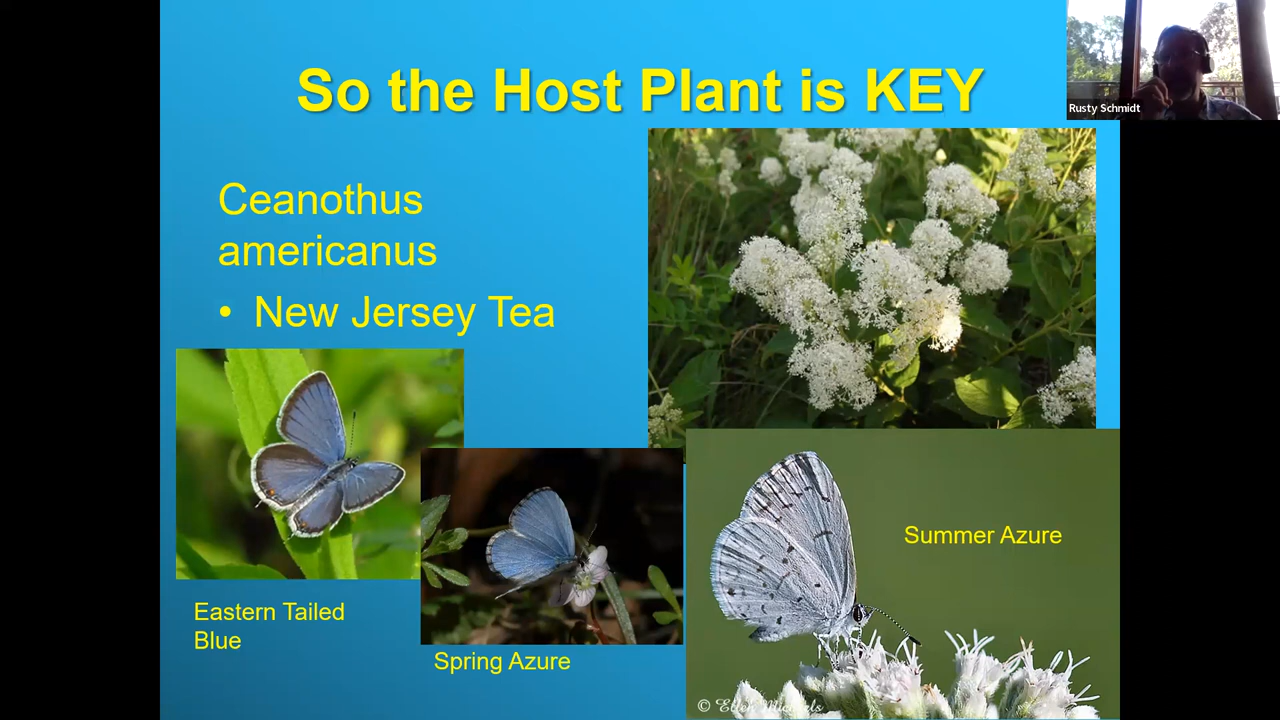 So the Host Plant is KEY
Rusty Schmidt
Ceanothus
americanus
• New Jersey Tea
Summer Azure
Eastern Tailed
Blue
Spring Azure
© Ellen Michaels